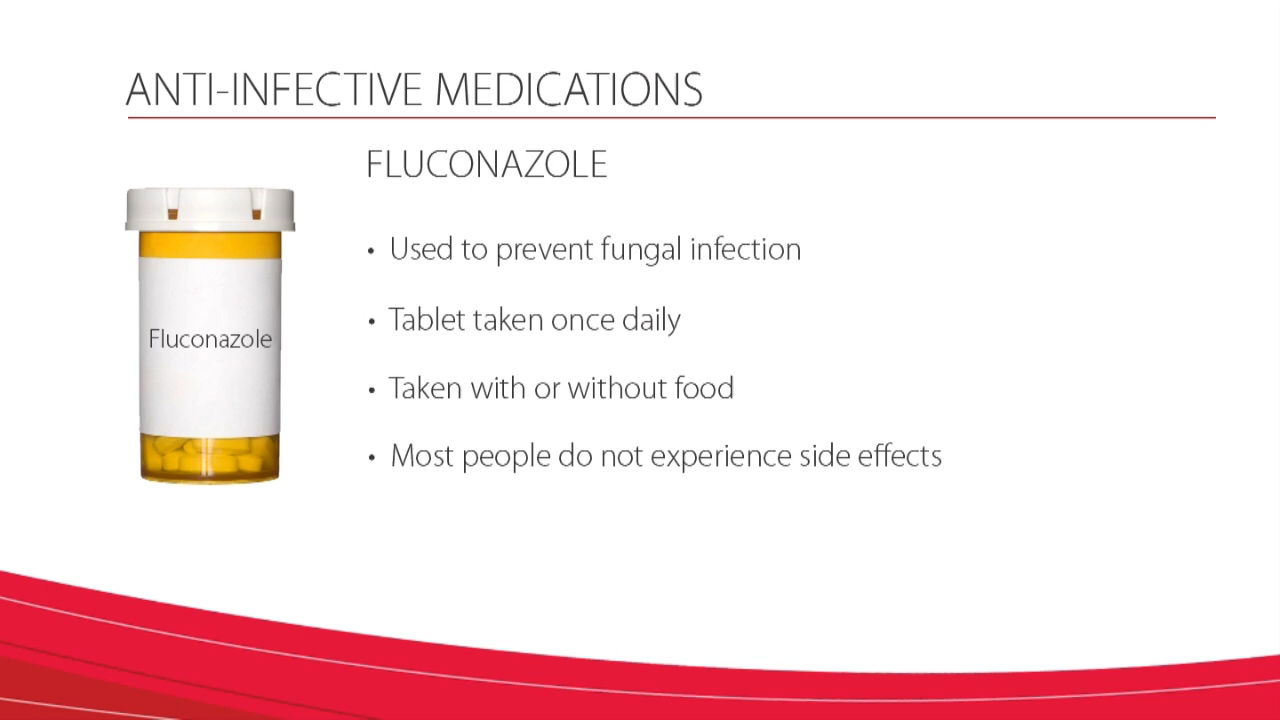 ANTI-INFECTIVE MEDICATIONS
FLUCONAZOLE
• Used to prevent fungal infection
• Tablet taken once daily
• Taken with or without food
• Most people do not experience side effects
Fluconazole